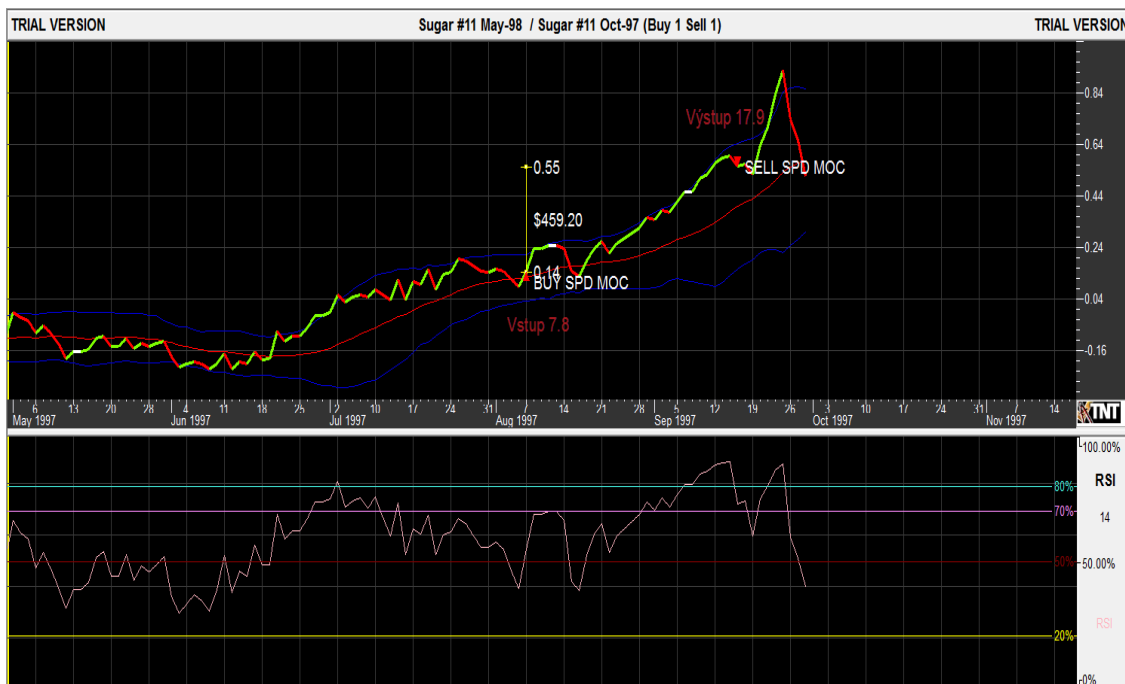 TRIAL VERSION Sugar #11 May-98 / Sugar #11 Oct-97 (Buy 1 Sell 1) TRIAL VERSION
0.84
Výstup 17.9
0.64
0.55
SELL SPD MOC
0.44
$459.20
0.24
0.14
BUY SPD MOC
0.04
Vstup 7.8
-0.16
6 13 20 28 4 11 18 25 2 10 17 24 31 7 14 21 28 5 12 19 26 3 10 17 24 31 7 14
May 1997 Jun 1997 Jul 1997 Aug 1997 Sep 1997 Oct 1997 Nov 1997
TNT
100.00%
RSI
80%
14
70%
50% 50.00%
RSI
20%
0%